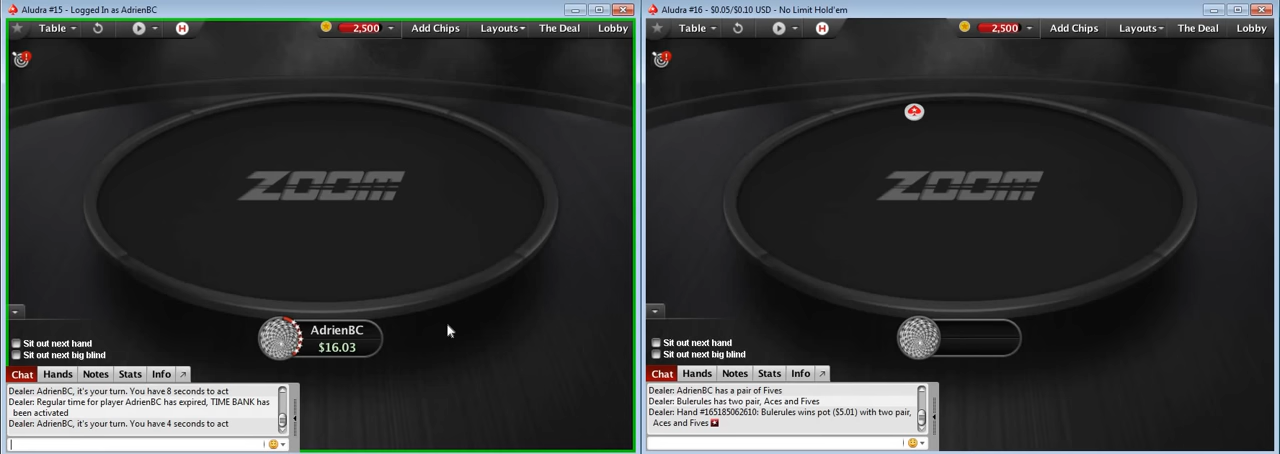 Aludra #15 - Logged In as AdrienBC
Table
2,500
Add Chips
Layouts
The Deal
Lobby
ZOOM
AdrienBC
$16.03
Sit out next hand
Sit out next big blind
Chat Hands Notes Stats Info
Dealer: AdrienBC, it's your turn. You have 8 seconds to act
Dealer: Regular time for player AdrienBC has expired, TIME BANK has
been activated
Dealer: AdrienBC, it's your turn. You have 4 seconds to act
Aludra #16 - $0.05/$0.10 USD - No Limit Hold'em
Table
H
2,500
Add Chips
Layouts
The Deal
Lobby
ZOOM
Sit out next hand
Sit out next big blind
Chat Hands Notes Stats Info
Dealer: AdrienBC has a pair of Fives
Dealer: Bulerules has two pair, Aces and Fives
Dealer: Hand #165185062610: Bulerules wins pot ($5.01) with two pair,
Aces and Fives